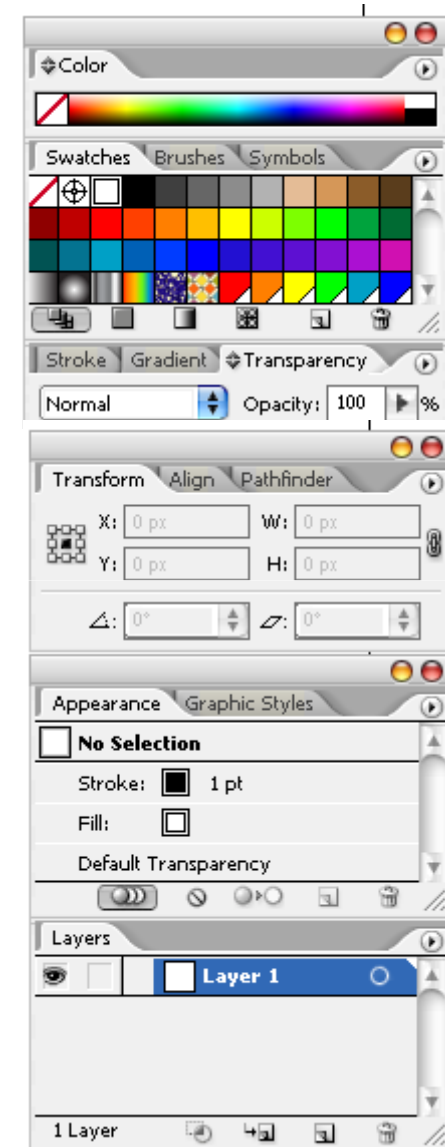 Color
Swatches Brushes Symbols
Stroke Gradient Transparency
Normal Opacity: 100 %
Transform Align Pathfinder
X: 0 px W: 0 px
Y: 0 px H: 0 px
0° 0°
Appearance Graphic Styles
No Selection
Stroke: 1 pt
Fill:
Default Transparency
Layers
Layer 1
1 Layer